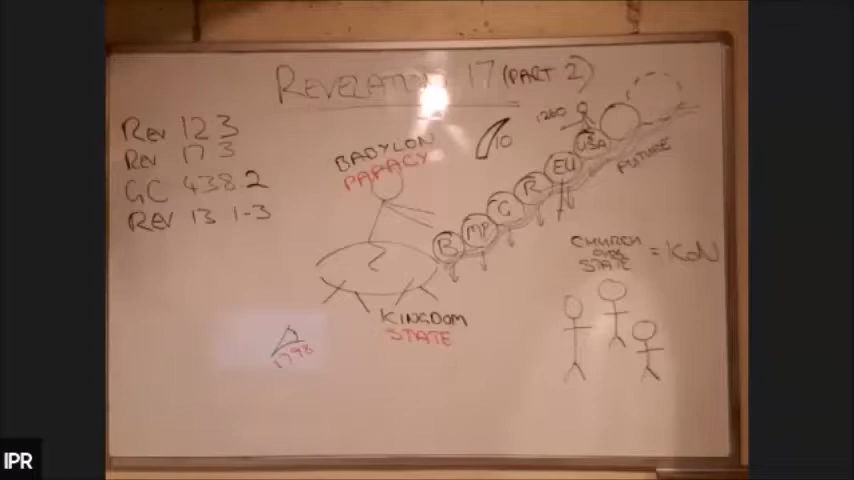 REVELATION 17 (PART 2)
REV 12 3
REV 17 3
GC 438.2
REV 13 1-3
BABYLON
PAPACY
10
1260
B
MP
G
R
EU
USA
FUTURE
CHURCH
OVER
STATE = KoN
KINGDOM
STATE
1798
IPR